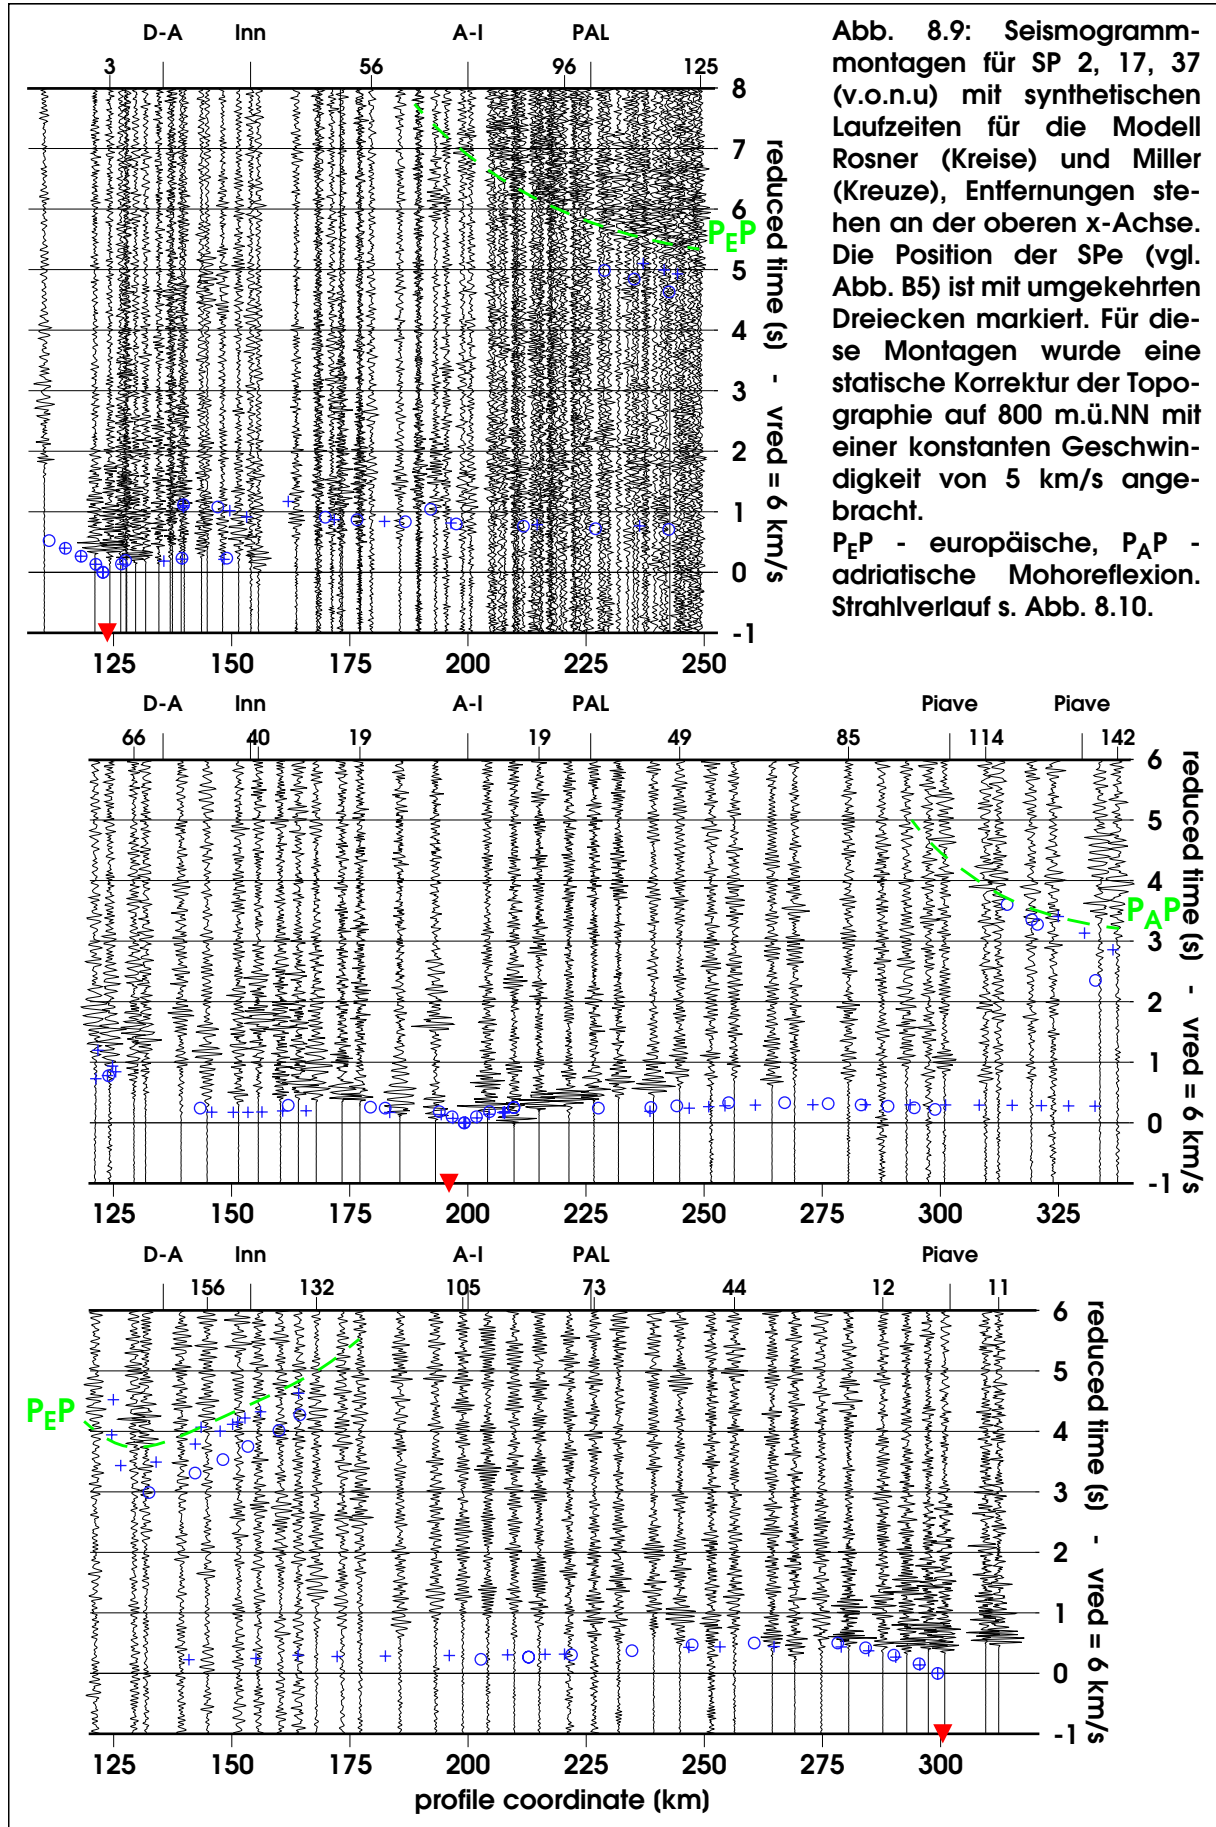 D-A Inn A-I PAL
3 56 96 125
8
7
6
5
4
3
2
1
0
-1
reduced time (s) - vred = 6 km/s
PEP
125 150 175 200 225 250
Abb. 8.9: Seismogramm-
montagen für SP 2, 17, 37
(v.o.n.u) mit synthetischen
Laufzeiten für die Modell
Rosner (Kreise) und Miller
(Kreuze), Entfernungen ste-
hen an der oberen x-Achse.
Die Position der SPe (vgl.
Abb. B5) ist mit umgekehrten
Dreiecken markiert. Für die-
se Montagen wurde eine
statische Korrektur der Topo-
graphie auf 800 m.ü.NN mit
einer konstanten Geschwin-
digkeit von 5 km/s ange-
bracht.
PEP - europäische, PAP -
adriatische Mohoreflexion.
Strahlverlauf s. Abb. 8.10.
D-A Inn A-I PAL Piave Piave
66 40 19 19 49 85 114 142
6
5
4
3
2
1
0
-1
reduced time (s) - vred = 6 km/s
PAP
125 150 175 200 225 250 275 300 325
D-A Inn A-I PAL Piave
156 132 105 73 44 12 11
6
5
4
3
2
1
0
-1
reduced time (s) - vred = 6 km/s
PEP
125 150 175 200 225 250 275 300
profile coordinate (km)